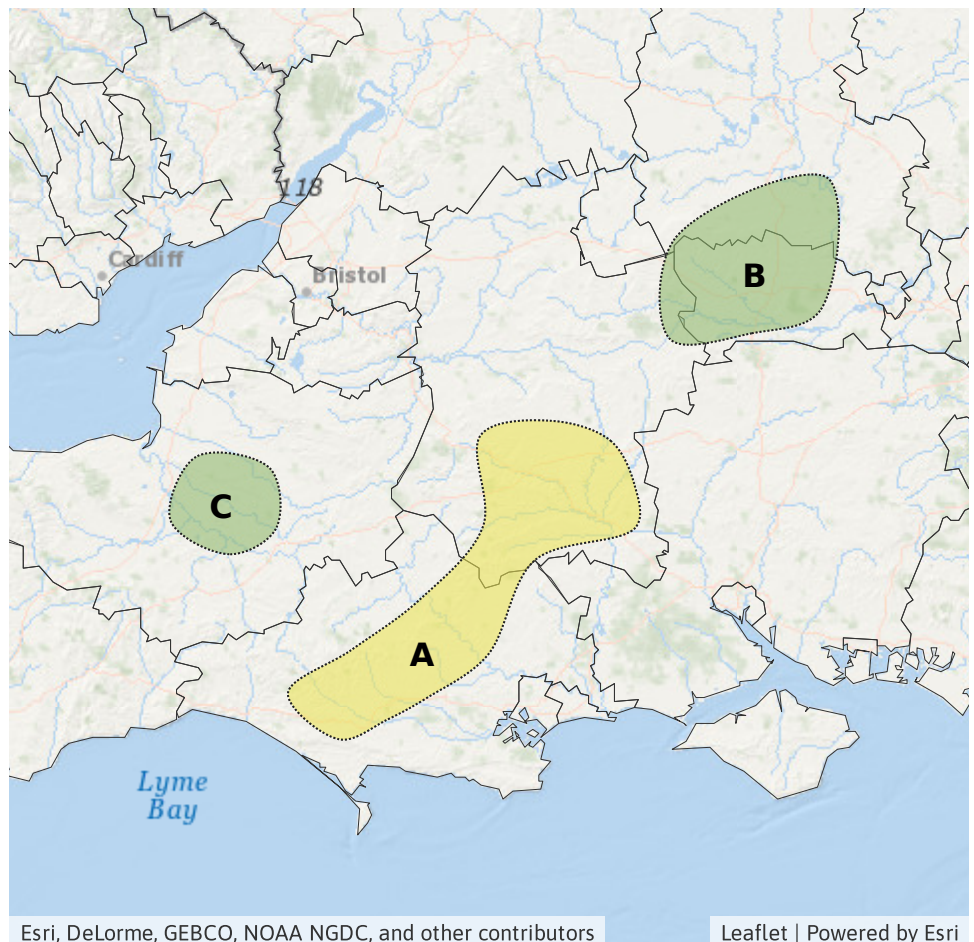 118
Cardiff
Bristol
B
C
A
Lyme
Bay
Esri, DeLorme, GEBCO, NOAA NGDC, and other contributors
Leaflet | Powered by Esri